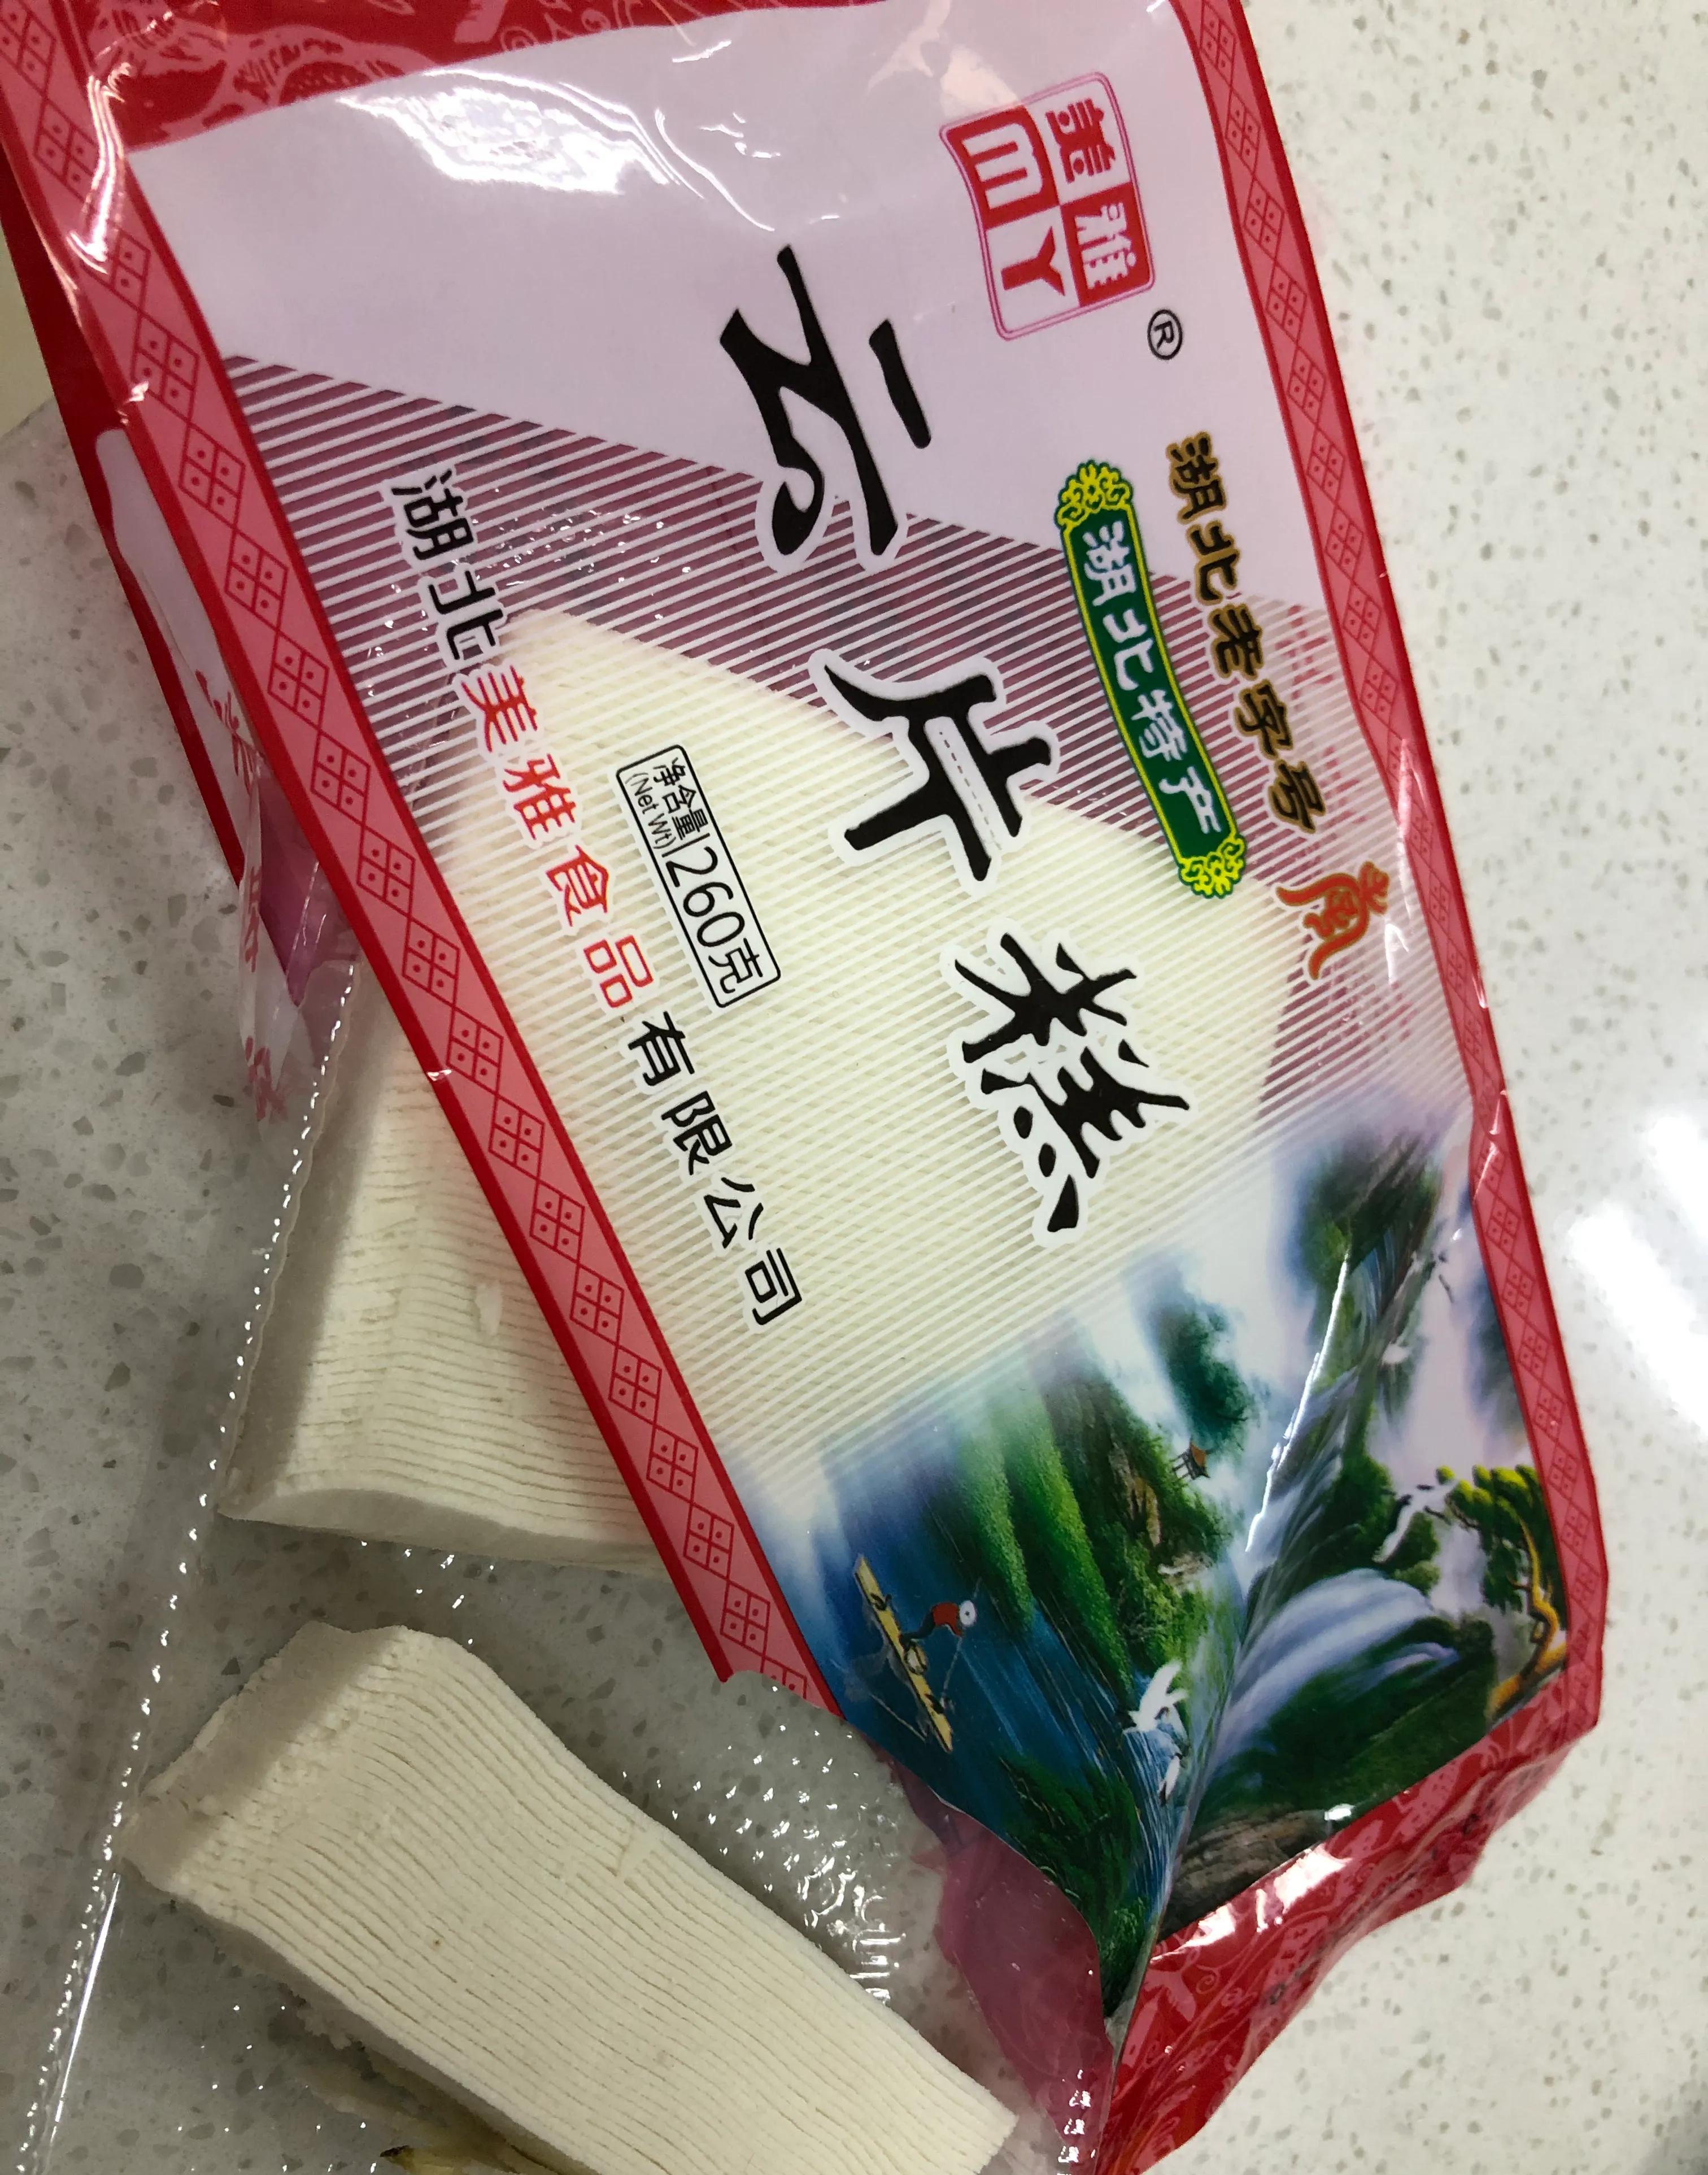 美雅
MY
®
湖北老字号
湖北特产
云片糕
净含量
(Net Wt)
260克
湖北美雅食品有限公司